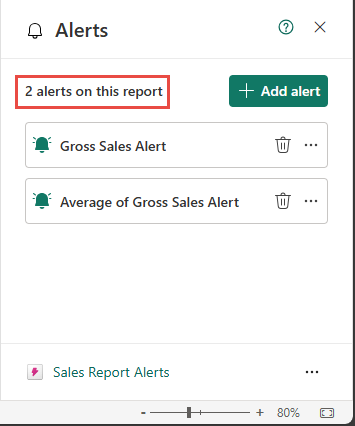 Alerts
2 alerts on this report
Add alert
Gross Sales Alert
Average of Gross Sales Alert
Sales Report Alerts
80%